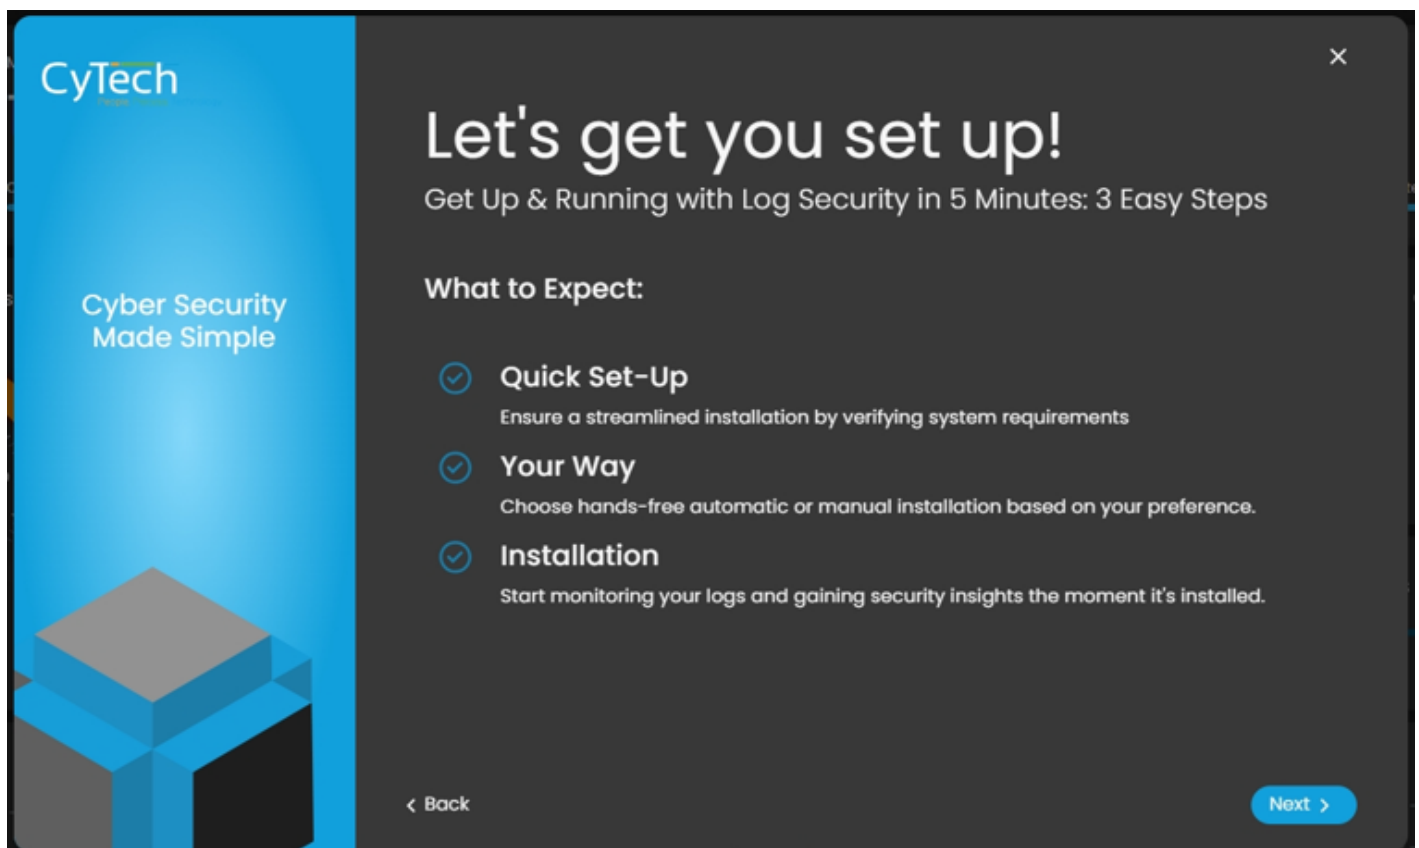 CyTech
People
Cyber Security
Made Simple
Let's get you set up!
Get Up & Running with Log Security in 5 Minutes: 3 Easy Steps
What to Expect:
Quick Set-Up
Ensure a streamlined installation by verifying system requirements
Your Way
Choose hands-free automatic or manual installation based on your preference.
Installation
Start monitoring your logs and gaining security insights the moment it's installed.
Back
Next